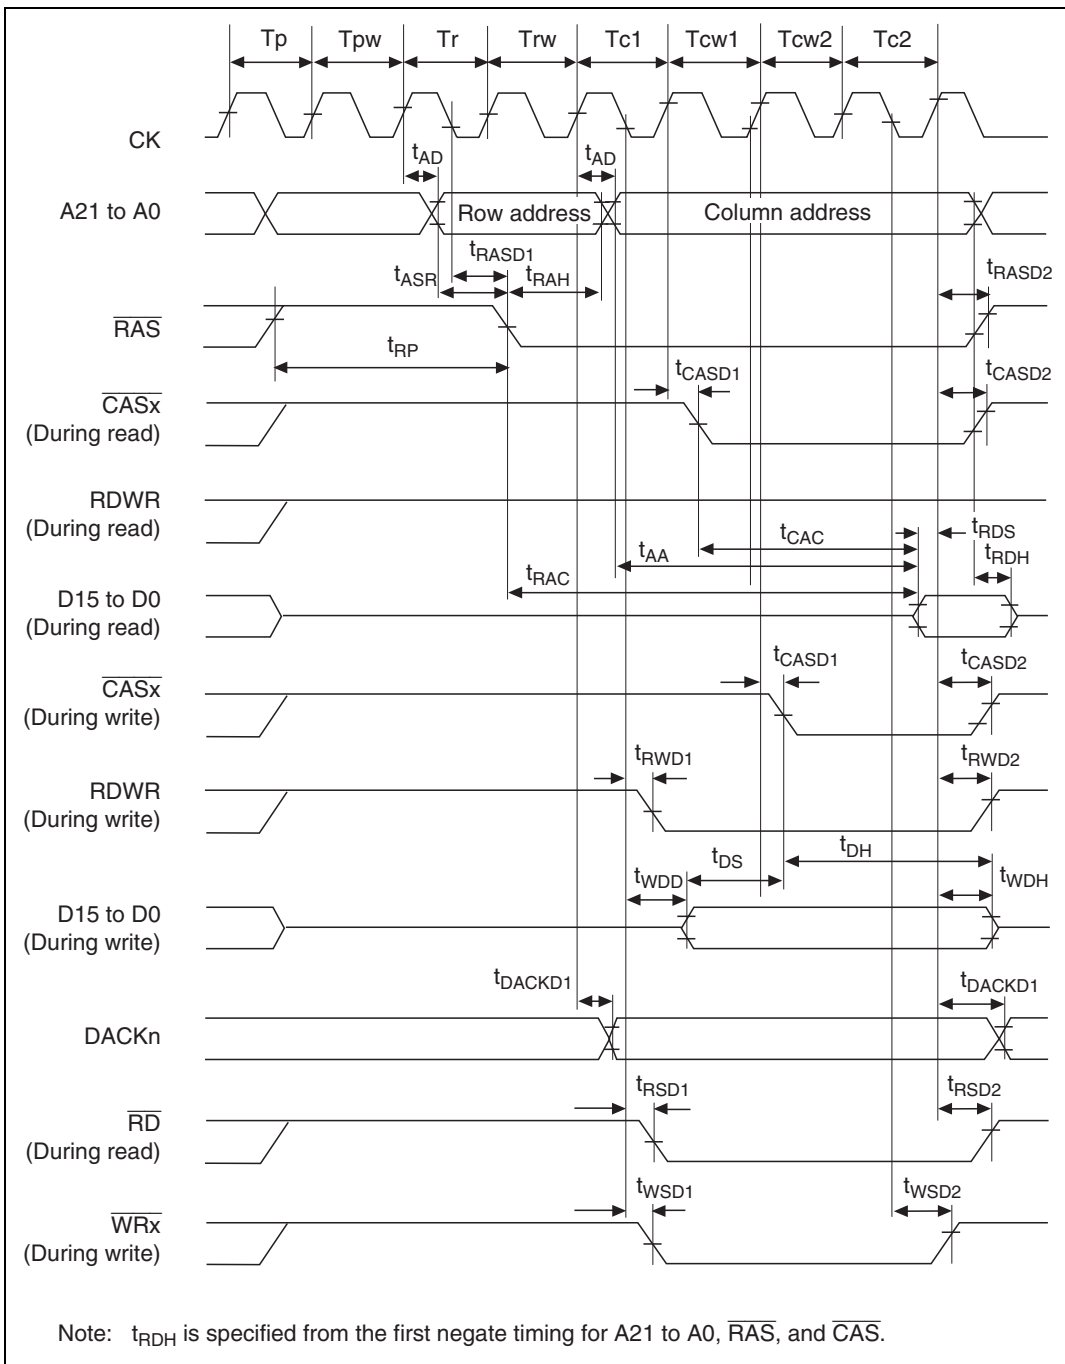 Tp Tpw Tr Trw Tc1 Tcw1 Tcw2 Tc2
CK
tAD tAD
A21 to A0 Row address Column address
tRASD1
tASR tRAH tRASD2
RAS
tRP
tCASD1 tCASD2
CASx
(During read)
RDWR
(During read)
tRDS
tCAC
tAA tRDH
tRAC
D15 to D0
(During read)
tCASD1 tCASD2
CASx
(During write)
tRWD1 tRWD2
RDWR
(During write)
tDS tDH
tWDD tWDH
D15 to D0
(During write)
tDACKD1 tDACKD1
DACKn
tRSD1 tRSD2
RD
(During read)
tWSD1 tWSD2
WRx
(During write)
Note: tRDH is specified from the first negate timing for A21 to A0, RAS, and CAS.